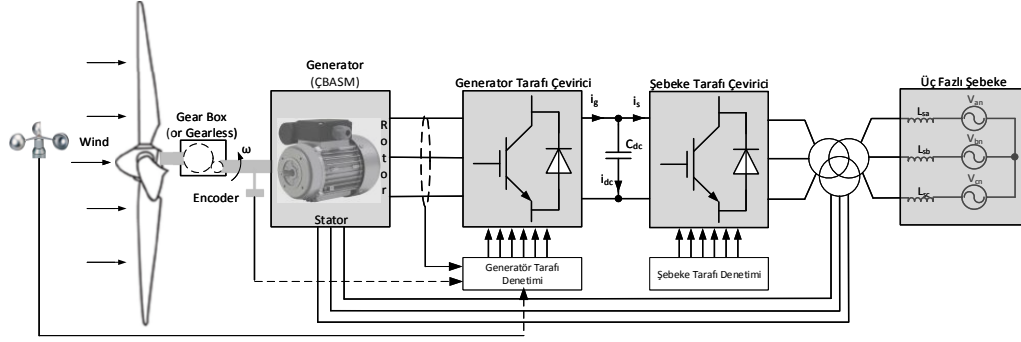 Wind
Gear Box
(or Gearless)
ω
Encoder
Generator
(ÇBASM)
Rotor
Stator
Generator Tarafı Çevirici
Generatör Tarafı
Denetimi
i_g
i_s
C_dc
i_dc
Şebeke Tarafı Çevirici
Şebeke Tarafı Denetimi
Üç Fazlı Şebeke
L_sa
V_an
L_sb
V_bn
L_sc
V_cn